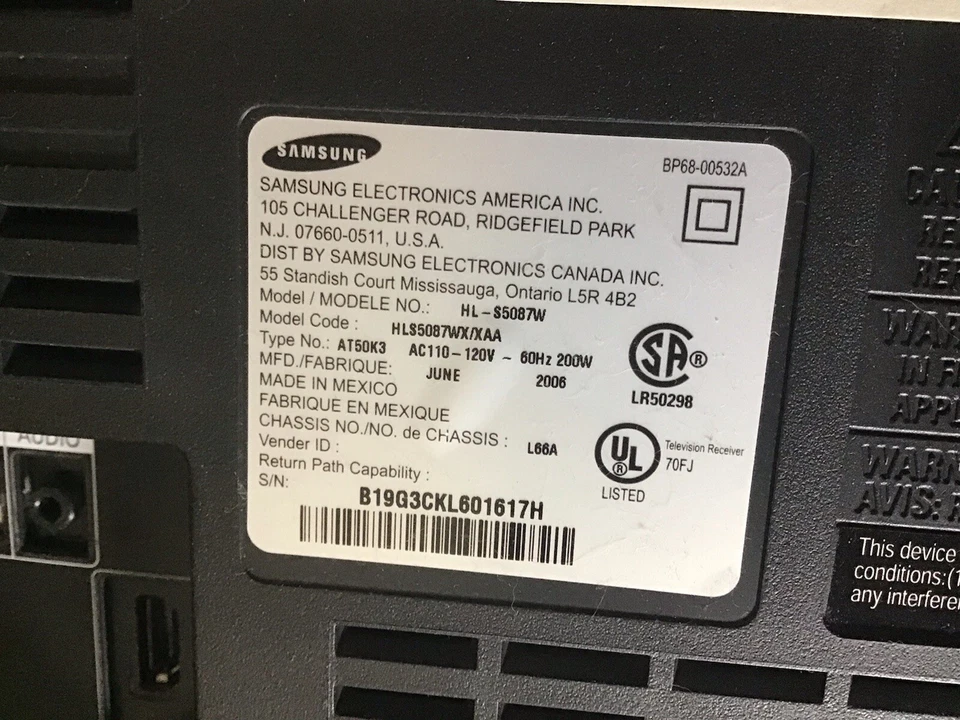 SAMSUNG
BP68-00532A
SAMSUNG ELECTRONICS AMERICA INC.
105 CHALLENGER ROAD, RIDGEFIELD PARK
N.J. 07660-0511, U.S.A.
DIST BY SAMSUNG ELECTRONICS CANADA INC.
55 Standish Court Mississauga, Ontario L5R 4B2
Model / MODELE NO.: HL-S5087W
Model Code : HLS5087WX/XAA
Type No.: AT50K3 AC110-120V ~ 60Hz 200W
MFD./FABRIQUE: JUNE 2006
MADE IN MEXICO
FABRIQUE EN MEXIQUE
CHASSIS NO./NO. de CHASSIS : L66A
Vender ID :
Return Path Capability :
S/N: B19G3CKL601617H
SA ®
LR50298
UL ®
Television Receiver
70FJ
LISTED
AUDIO
IN
AVIS:
This device
conditions:(1
any